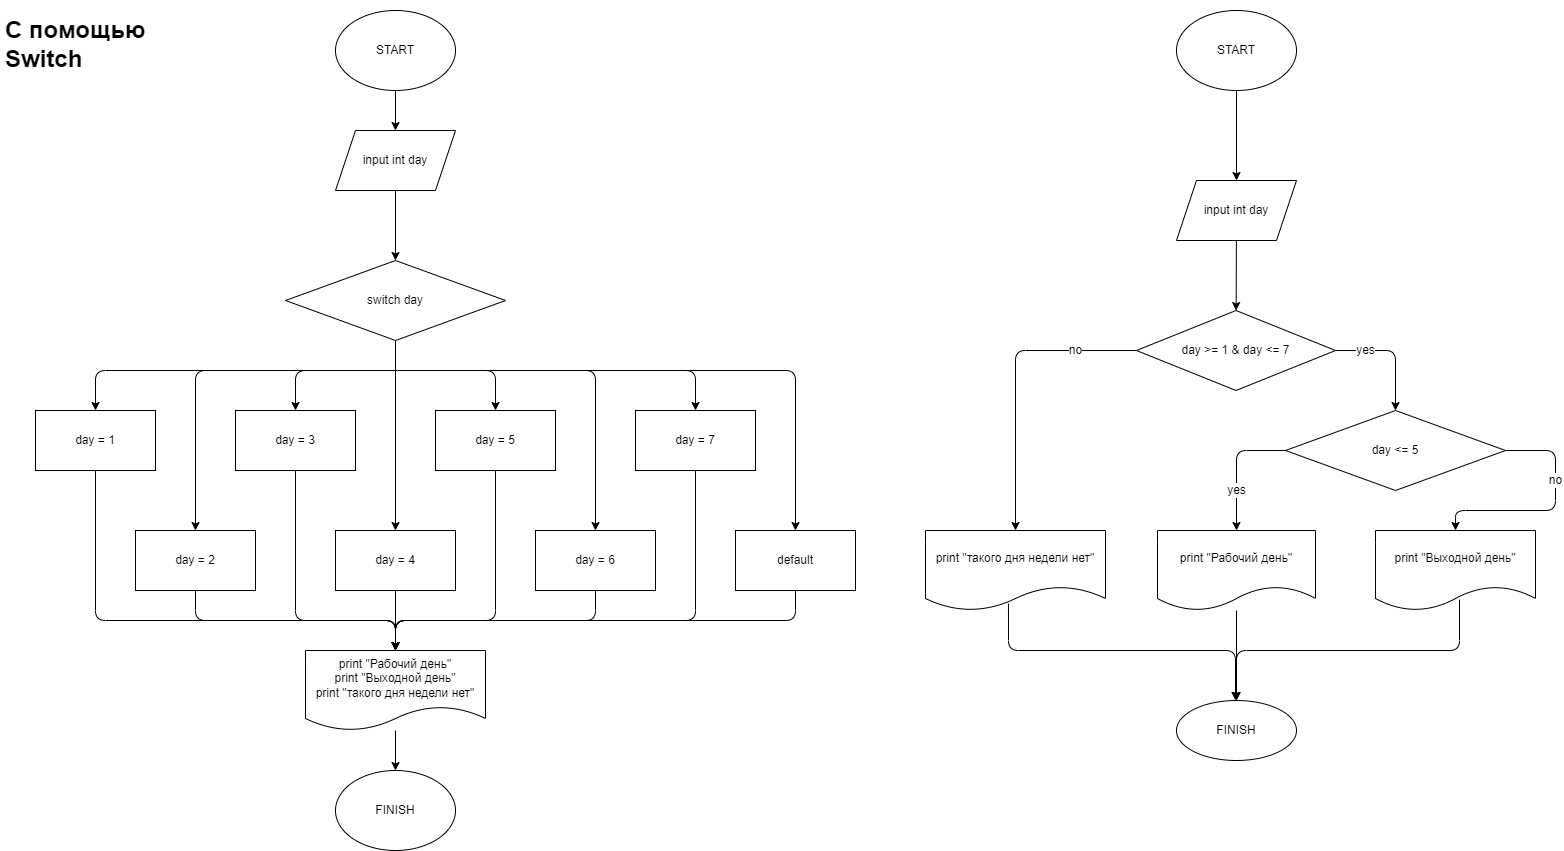 С помощью
Switch
START
input int day
switch day
day = 1
day = 3
day = 5
day = 7
day = 2
day = 4
day = 6
default
print "Рабочий день"
print "Выходной день"
print "такого дня недели нет"
FINISH
START
input int day
day >= 1 & day <= 7
no
yes
day <= 5
yes
no
print "такого дня недели нет"
print "Рабочий день"
print "Выходной день"
FINISH